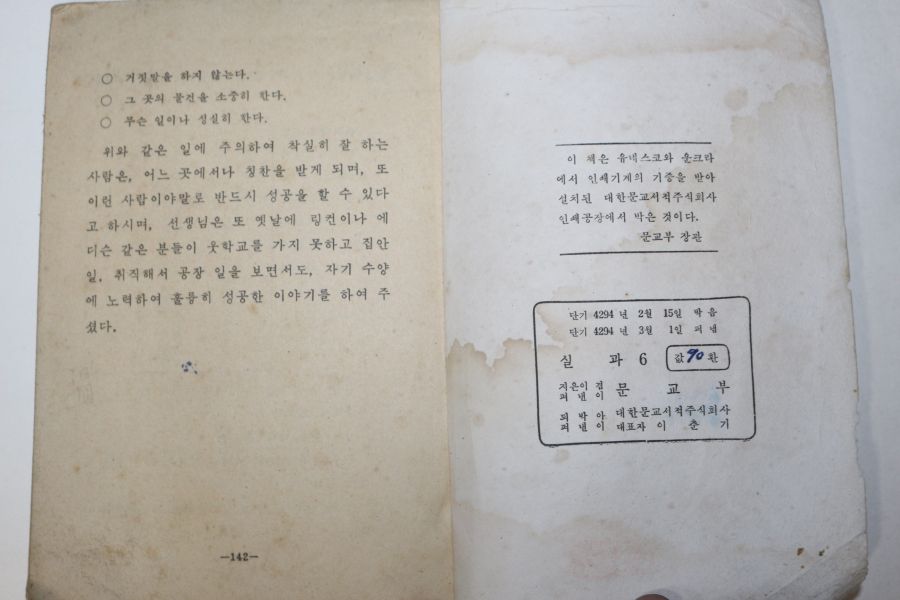 ○ 거짓말을 하지 않는다.
○ 그 곳의 물건을 소중히 한다.
○ 무슨 일이나 성실히 한다.
위와 같은 일에 주의하여 착실히 잘 하는
사람은, 어느 곳에서나 칭찬을 받게 되며, 또
이런 사람이야말로 반드시 성공을 할 수 있다
고 하시며, 선생님은 또 옛날에 링컨이나 에
디슨 같은 분들이 웃학교를 가지 못하고 집안
일, 취직해서 공장 일을 보면서도, 자기 수양
에 노력하여 훌륭히 성공한 이야기를 하여 주
셨다.
—142—
이 책은 유네스코와 운크라
에서 인쇄기계의 기증을 받아
설치된 대한문교서적주식회사
인쇄공장에서 박은 것이다.
문교부 장관
단기 4294 년 2월 15일 박음
단기 4294 년 3월 1일 펴냄
실 과 6 값 90 환
지은이 겸
펴낸이 문교부
되박아
펴낸이 대한문교서적주식회사
대표자 이춘기